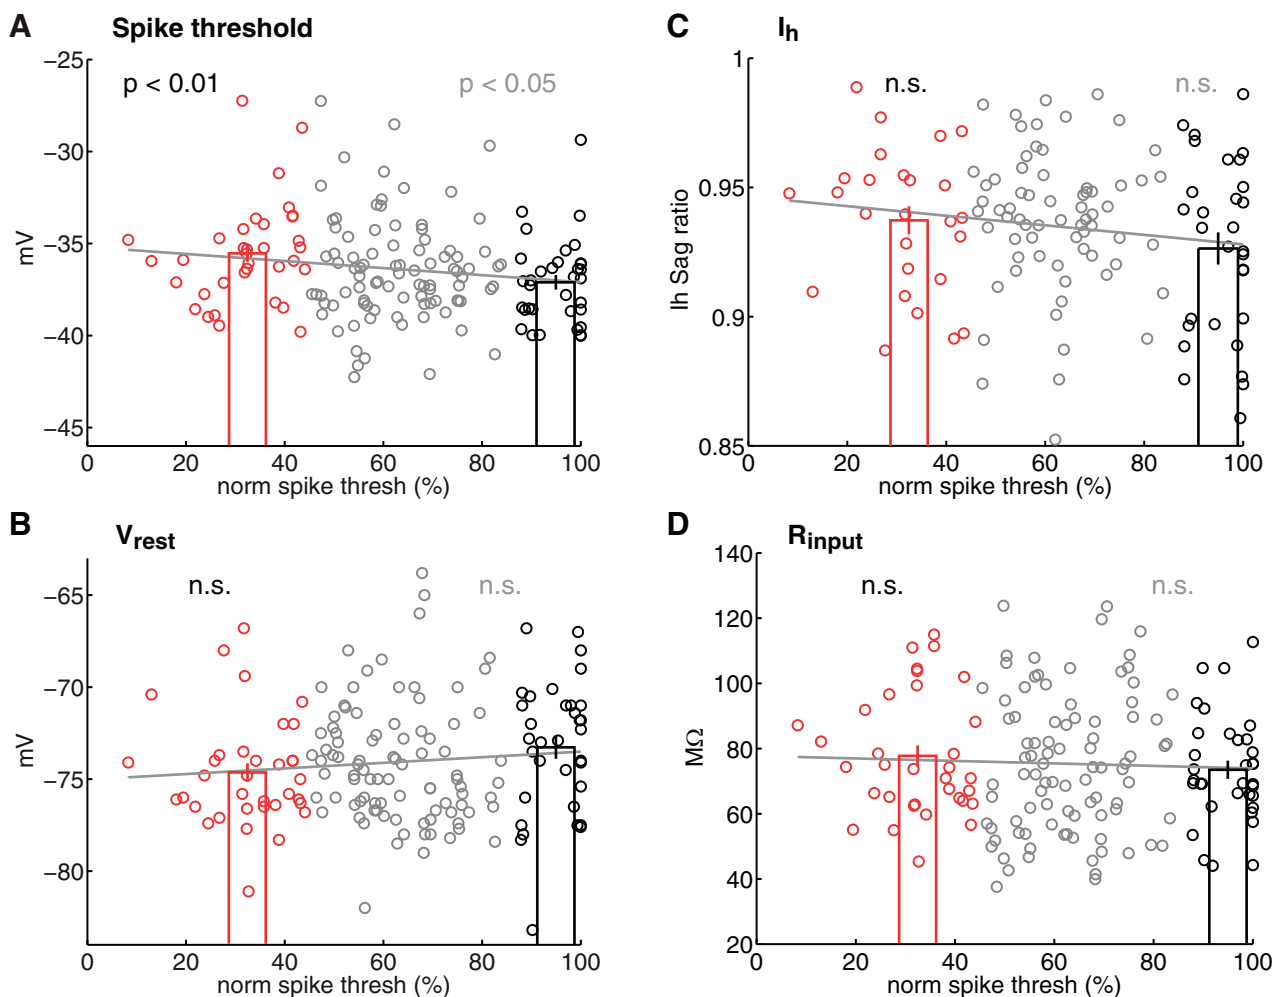 A Spike threshold
p < 0.01 p < 0.05
−25
−30
−35
−40
−45
mV
0 20 40 60 80 100
norm spike thresh (%)
C Ih
n.s. n.s.
1
0.95
0.9
0.85
Ih Sag ratio
0 20 40 60 80 100
norm spike thresh (%)
B Vrest
n.s. n.s.
−65
−70
−75
−80
mV
0 20 40 60 80 100
norm spike thresh (%)
D Rinput
n.s. n.s.
140
120
100
80
60
40
20
MΩ
0 20 40 60 80 100
norm spike thresh (%)